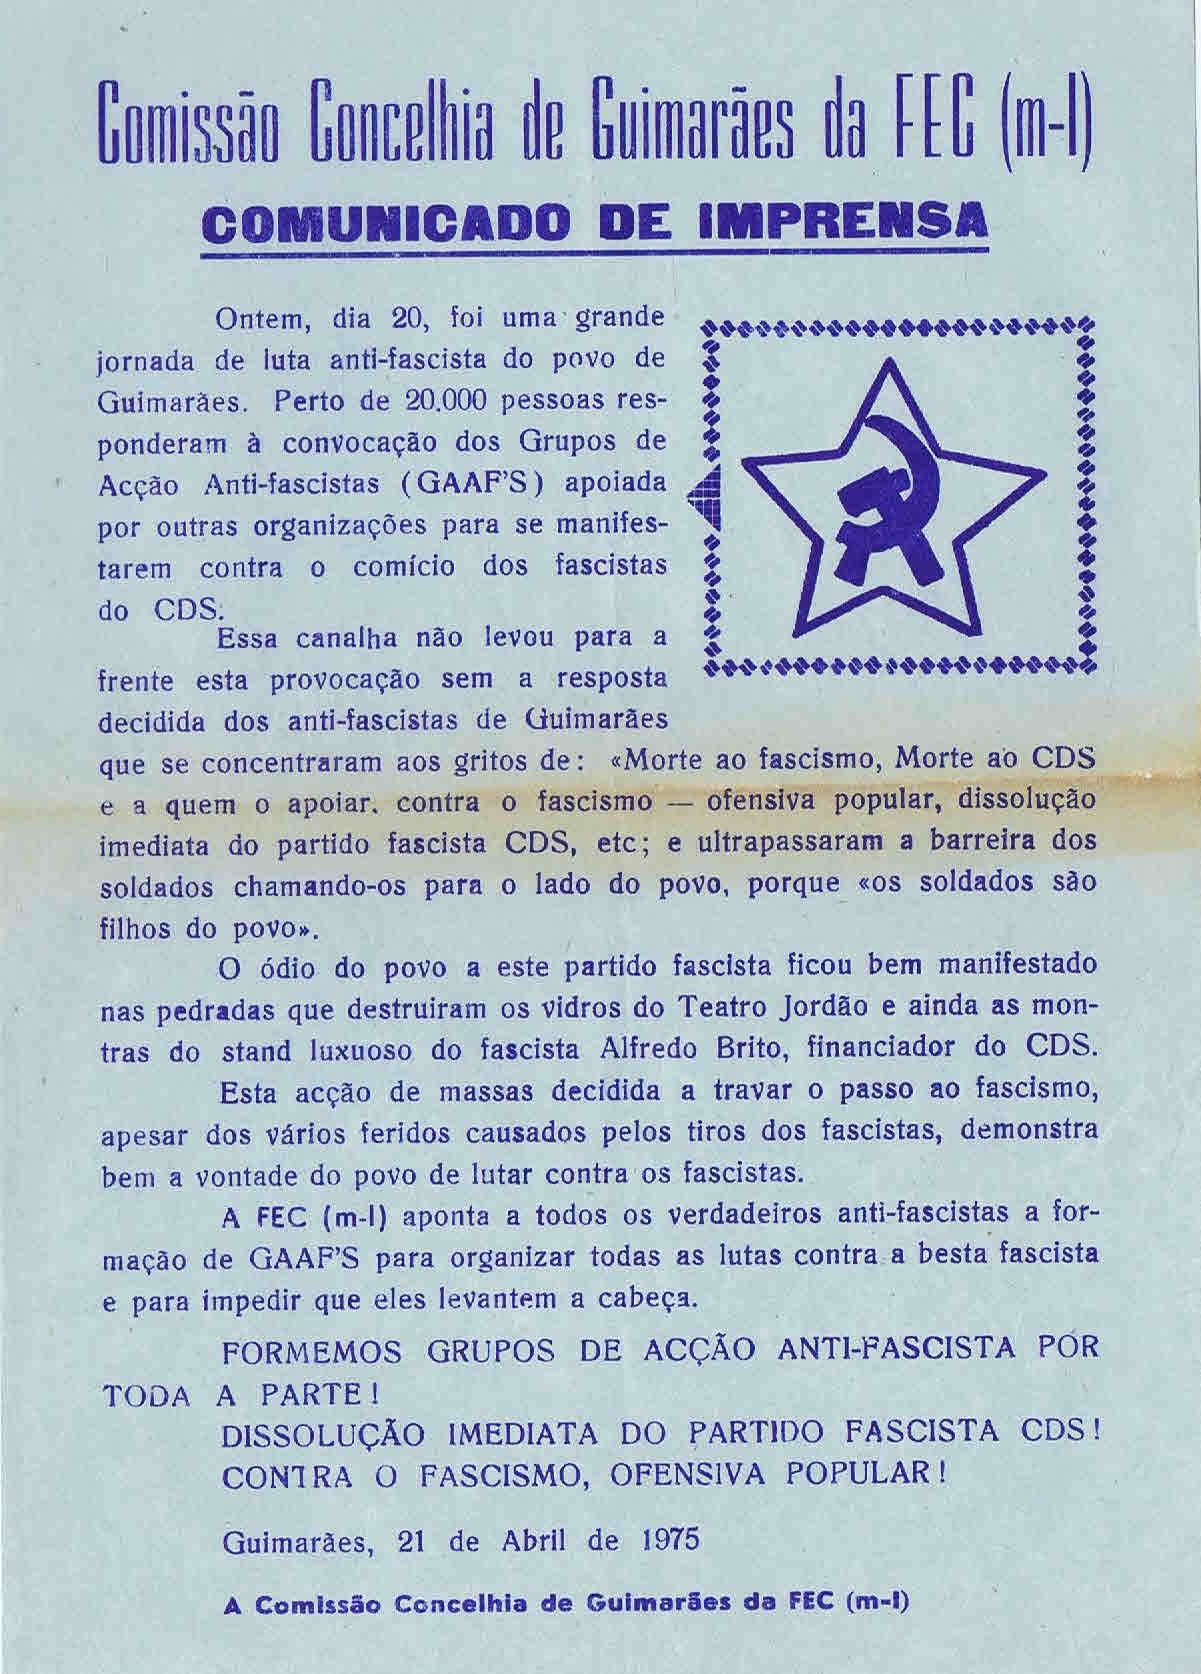 Comissão Concelhia de Guimarães da FEC (m-l)
COMUNICADO DE IMPRENSA
Ontem, dia 20, foi uma grande
jornada de luta anti-fascista do povo de
Guimarães. Perto de 20.000 pessoas res-
ponderam à convocação dos Grupos de
Acção Anti-fascistas (GAAF'S) apoiada
por outras organizações para se manifes-
tarem contra o comício dos fascistas
do CDS.
Essa canalha não levou para a
frente esta provocação sem a resposta
decidida dos anti-fascistas de Guimarães
que se concentraram aos gritos de: «Morte ao fascismo, Morte ao CDS
e a quem o apoiar. contra o fascismo — ofensiva popular, dissolução
imediata do partido fascista CDS, etc; e ultrapassaram a barreira dos
soldados chamando-os para o lado do povo, porque «os soldados são
filhos do povo».
O ódio do povo a este partido fascista ficou bem manifestado
nas pedradas que destruiram os vidros do Teatro Jordão e ainda as mon-
tras do stand luxuoso do fascista Alfredo Brito, financiador do CDS.
Esta acção de massas decidida a travar o passo ao fascismo,
apesar dos vários feridos causados pelos tiros dos fascistas, demonstra
bem a vontade do povo de lutar contra os fascistas.
A FEC (m-l) aponta a todos os verdadeiros anti-fascistas a for-
mação de GAAF'S para organizar todas as lutas contra a besta fascista
e para impedir que eles levantem a cabeça.
FORMEMOS GRUPOS DE ACÇÃO ANTI-FASCISTA POR
TODA A PARTE!
DISSOLUÇÃO IMEDIATA DO PARTIDO FASCISTA CDS!
CONTRA O FASCISMO, OFENSIVA POPULAR!
Guimarães, 21 de Abril de 1975
A Comissão Concelhia de Guimarães da FEC (m-l)